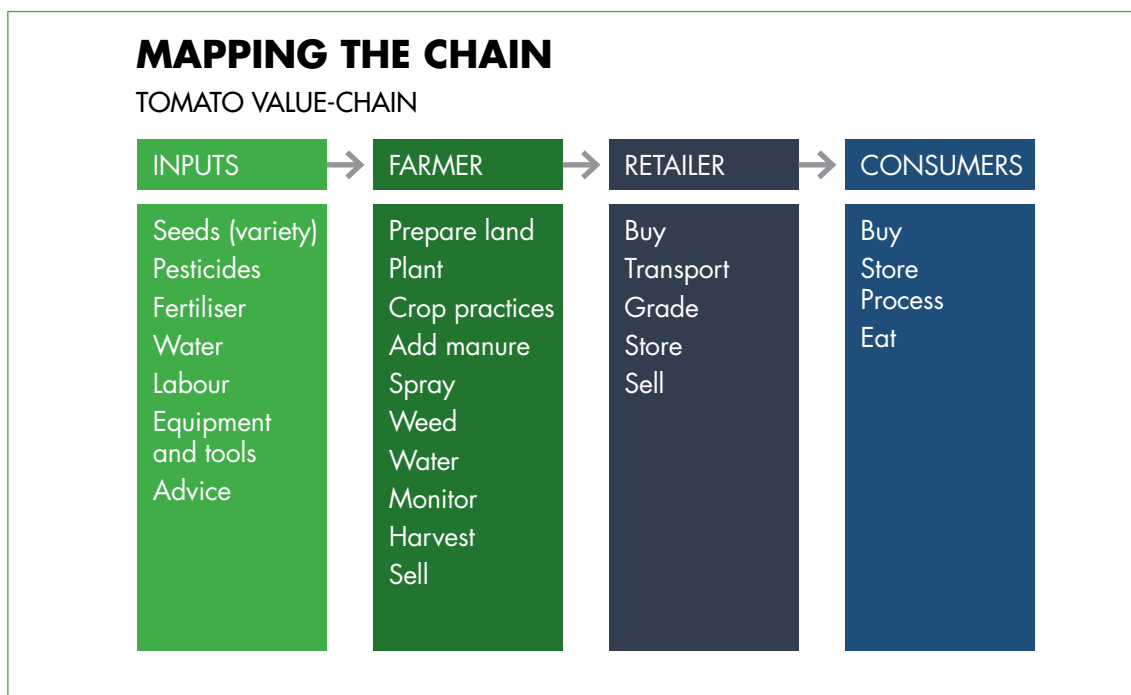 MAPPING THE CHAIN
TOMATO VALUE-CHAIN
INPUTS
Seeds (variety)
Pesticides
Fertiliser
Water
Labour
Equipment
and tools
Advice
FARMER
Prepare land
Plant
Crop practices
Add manure
Spray
Weed
Water
Monitor
Harvest
Sell
RETAILER
Buy
Transport
Grade
Store
Sell
CONSUMERS
Buy
Store
Process
Eat